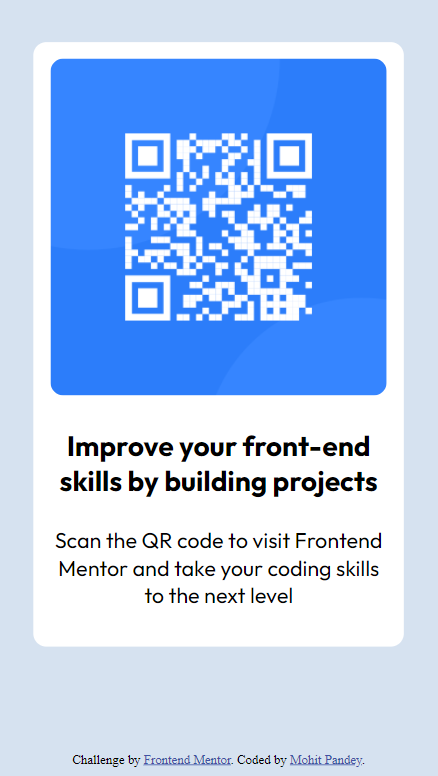 Improve your front-end
skills by building projects
Scan the QR code to visit Frontend
Mentor and take your coding skills
to the next level
Challenge by Frontend Mentor. Coded by Mohit Pandey.